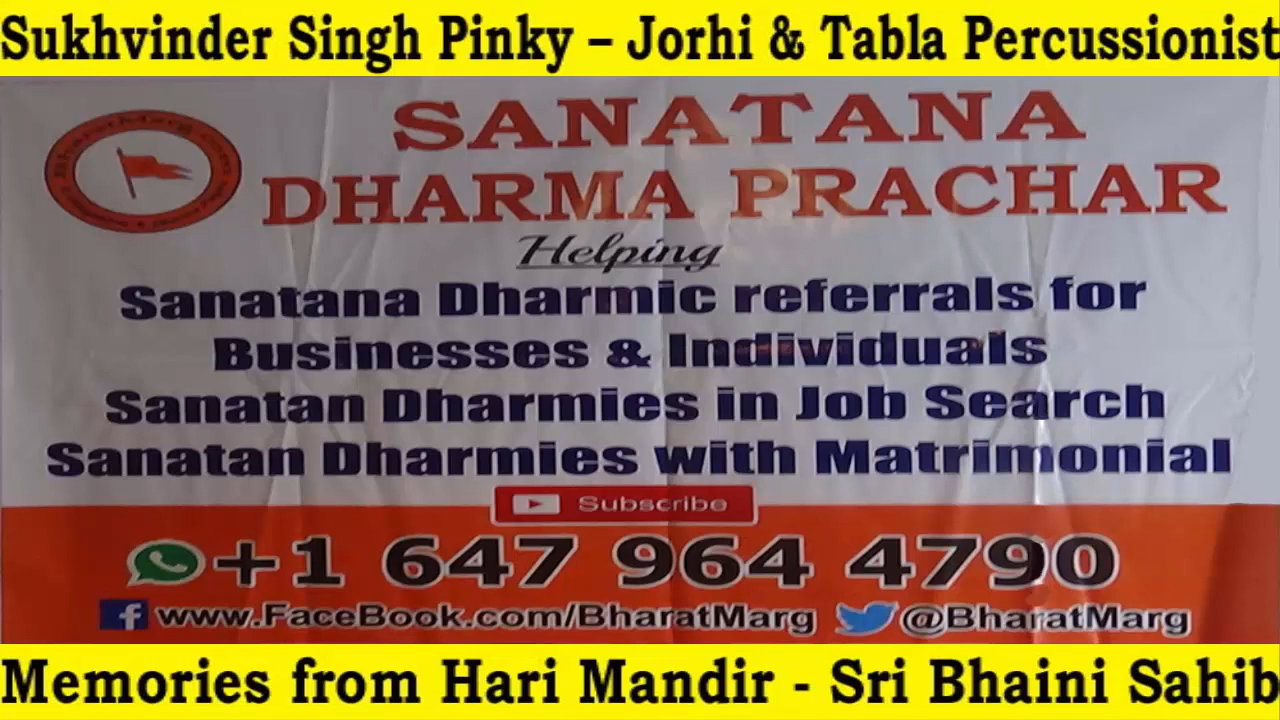 Sukhvinder Singh Pinky – Jorhi & Tabla Percussionist
SANATANA
BharatMarg.com
DHARMA PRACHAR
Helping
Sanatana Dharmic referrals for
Businesses & Individuals
Sanatan Dharmies in Job Search
Sanatan Dharmies with Matrimonial
Subscribe
+1 647 964 4790
www.FaceBook.com/BharatMarg @BharatMarg
Memories from Hari Mandir - Sri Bhaini Sahib